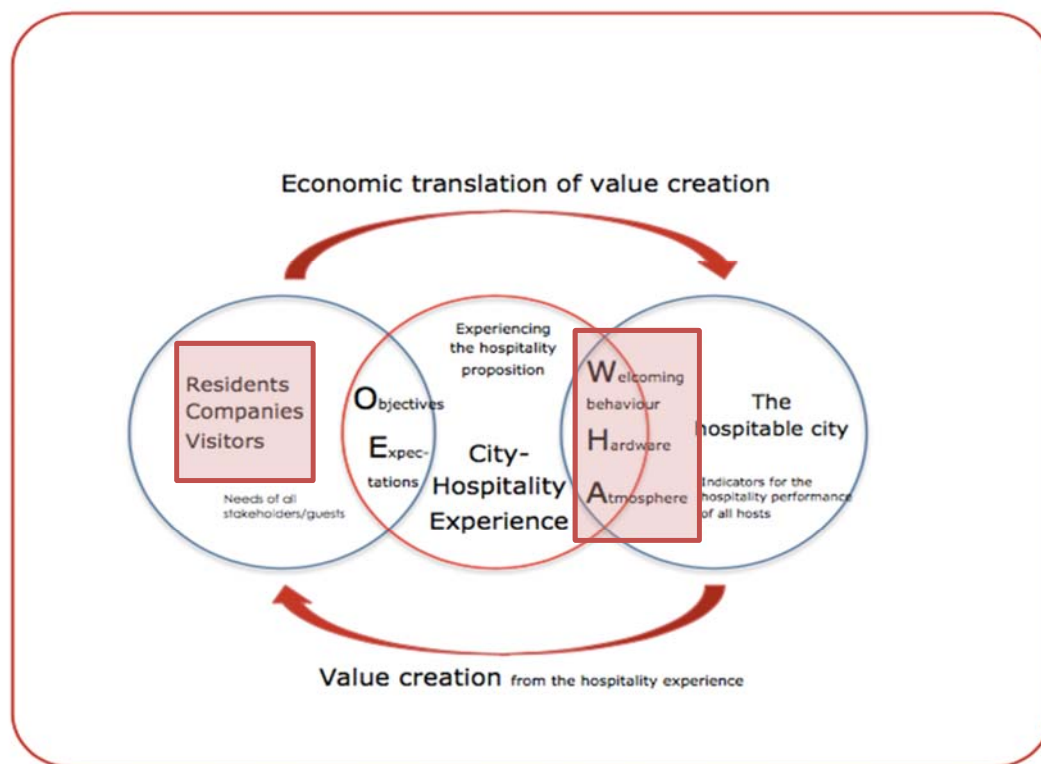 Economic translation of value creation
Residents
Companies
Visitors
Needs of all
stakeholders/guests
Objectives
Expec-
tations
Experiencing
the hospitality
proposition
City-
Hospitality
Experience
Welcoming
behaviour
Hardware
Atmosphere
The
hospitable city
Indicators for the
hospitality performance
of all hosts
Value creation from the hospitality experience